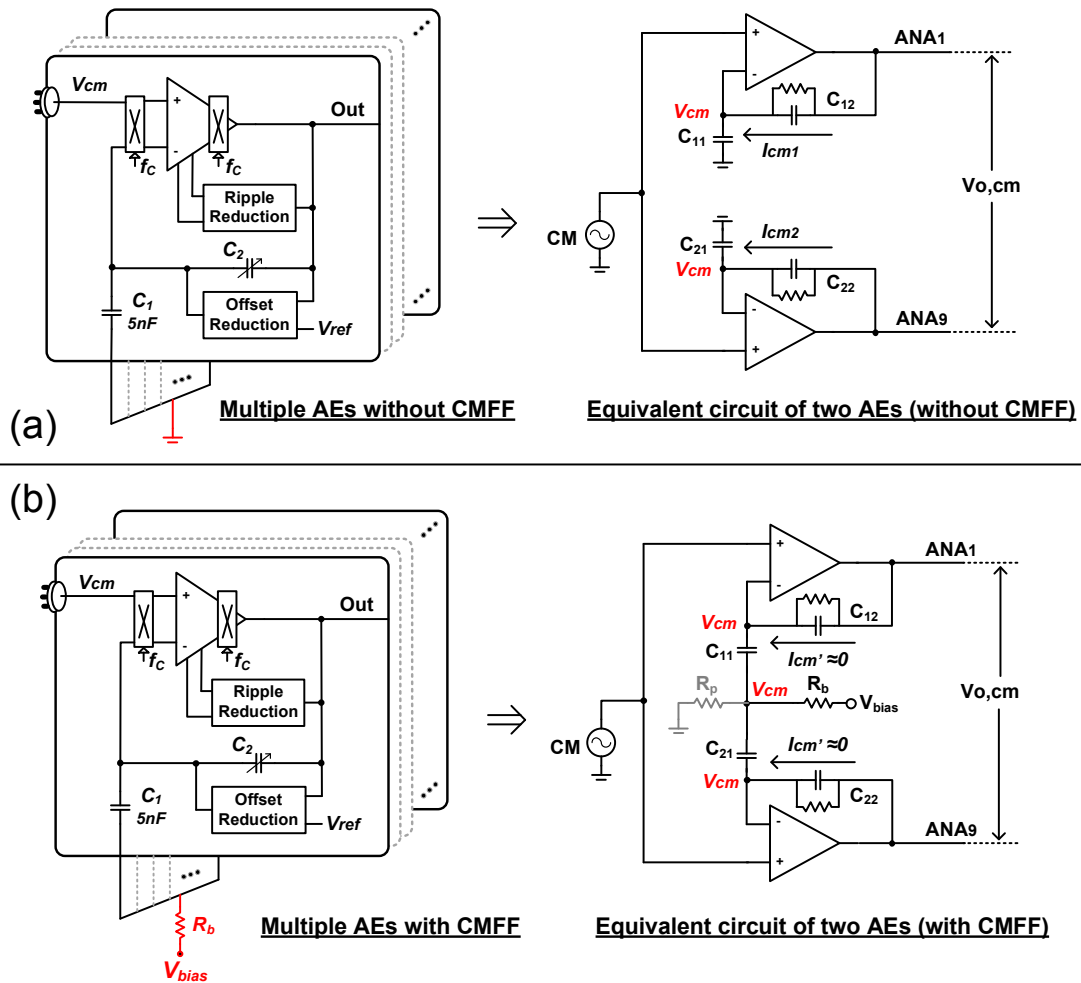 (a)
Vcm
+
-
fC
fC
Out
Ripple
Reduction
C2
Offset
Reduction
Vref
C1
5nF
Multiple AEs without CMFF
CM
+
-
ANA1
Vcm
C12
C11
Icm1
Vo,cm
C21
Icm2
Vcm
C22
-
+
ANA9
Equivalent circuit of two AEs (without CMFF)
(b)
Vcm
+
-
fC
fC
Out
Ripple
Reduction
C2
Offset
Reduction
Vref
C1
5nF
Rb
Vbias
Multiple AEs with CMFF
CM
+
-
ANA1
Vcm
C12
C11
Icm' ≈0
Rp
Vcm
Rb
Vbias
Vo,cm
C21
Icm' ≈0
Vcm
C22
-
+
ANA9
Equivalent circuit of two AEs (with CMFF)